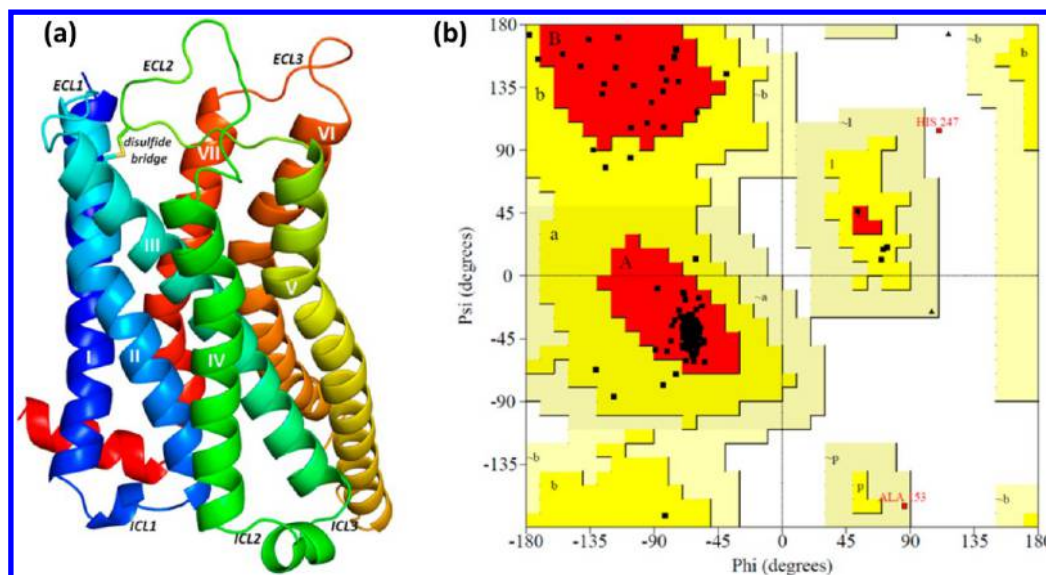 (a)
ECL1
ECL2
ECL3
disulfide
bridge
VII
VI
III
V
I
II
IV
ICL1
ICL2
ICL3
(b)
Psi (degrees)
180
135
90
45
0
-45
-90
-135
-180
B
b
~b
~b
b
~l
HIS 247
l
a
A
~a
~b
b
~p
p
ALA 153
~b
-180
-135
-90
-45
0
45
90
135
180
Phi (degrees)